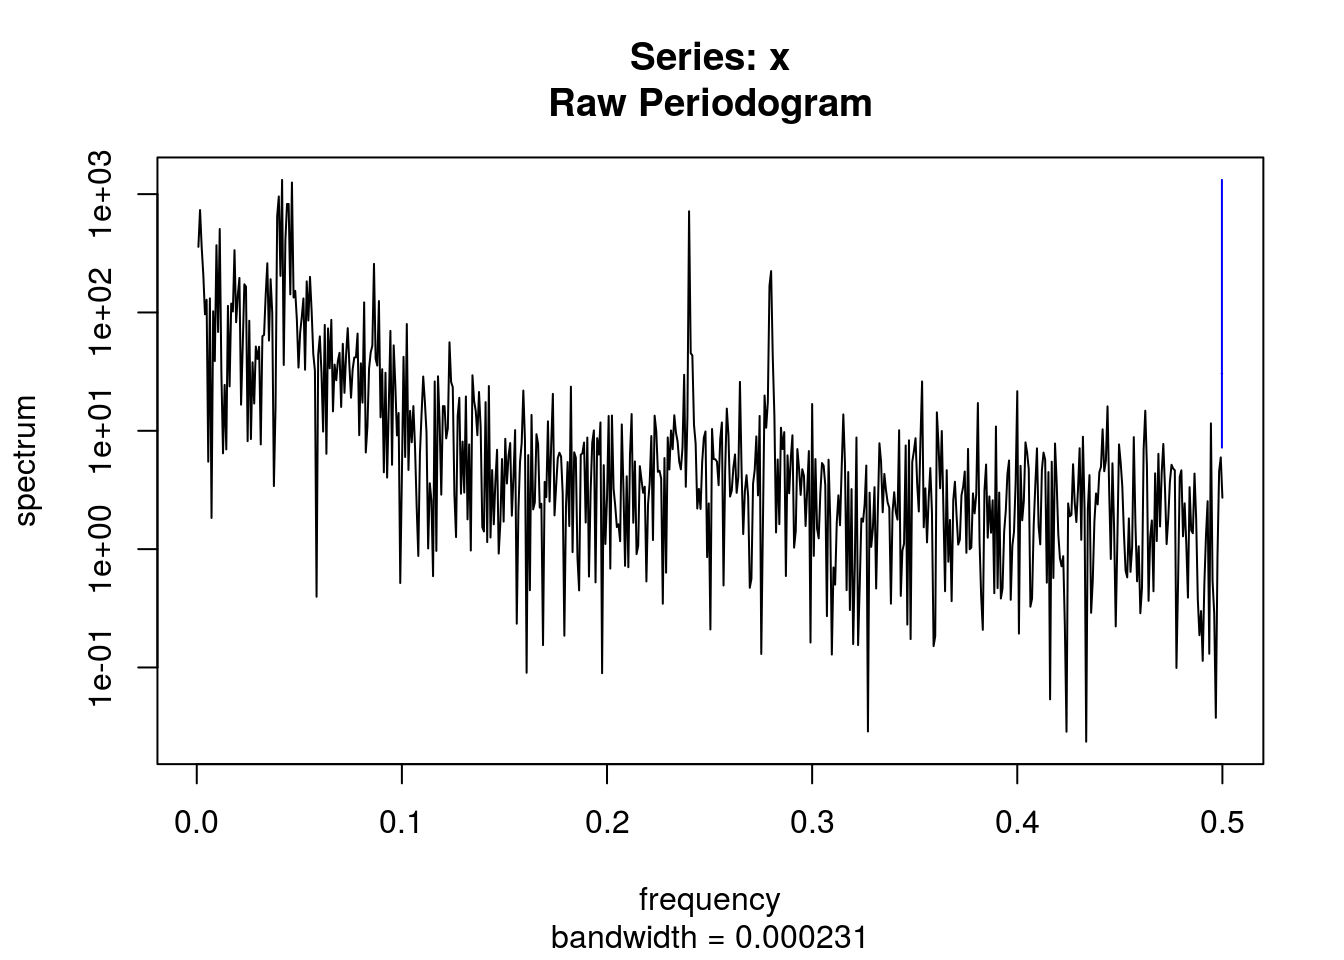 Series: x
Raw Periodogram
1e+03
1e+02
1e+01
1e+00
1e-01
spectrum
0.0 0.1 0.2 0.3 0.4 0.5
frequency
bandwidth = 0.000231